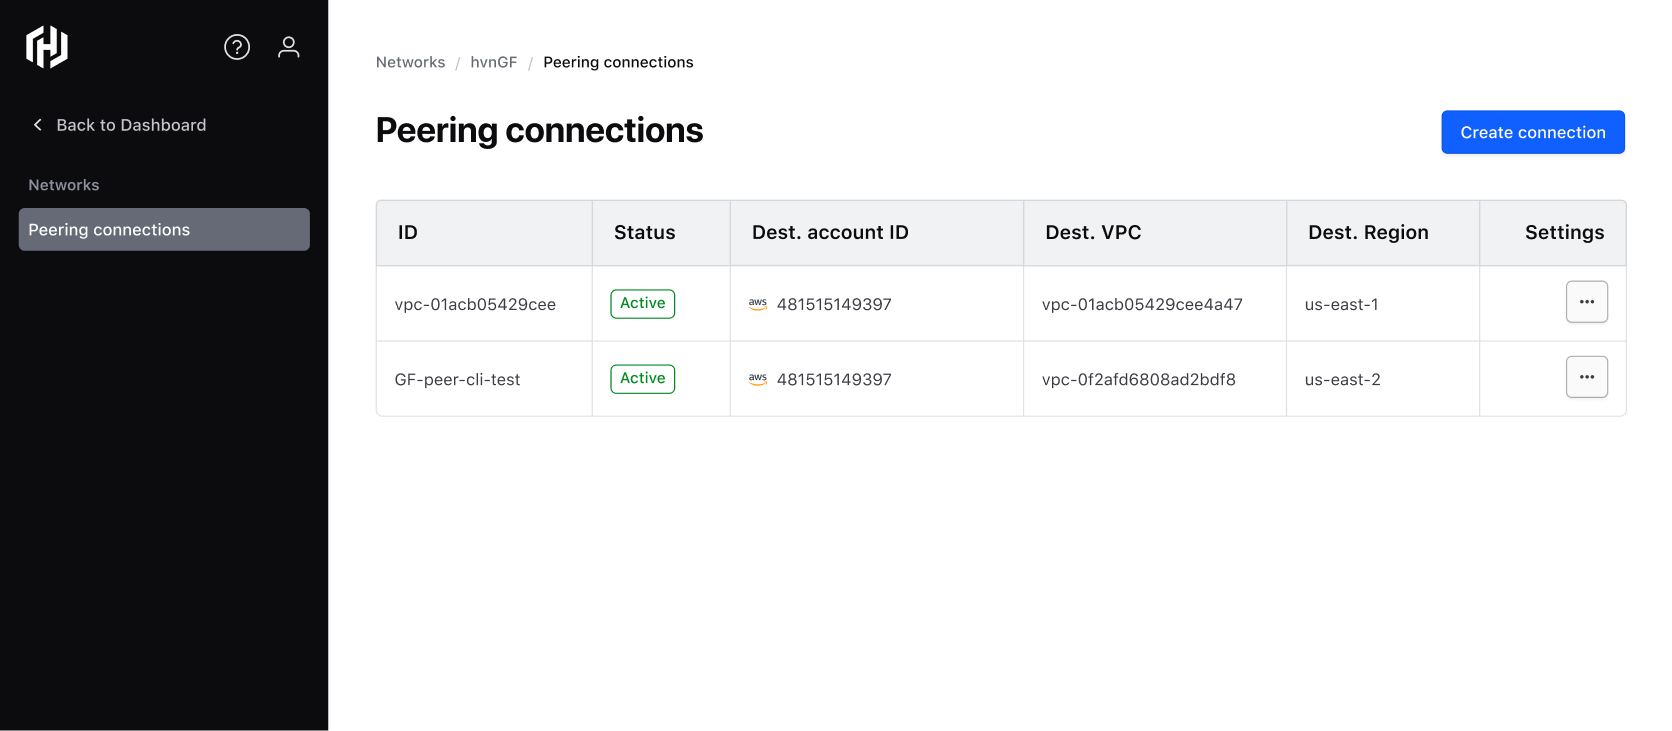 Back to Dashboard
Networks
Peering connections
Networks / hvnGF / Peering connections
Peering connections
Create connection
ID Status Dest. account ID Dest. VPC Dest. Region Settings
vpc-01acb05429cee Active aws 481515149397 vpc-01acb05429cee4a47 us-east-1 ...
GF-peer-cli-test Active aws 481515149397 vpc-0f2afd6808ad2bdf8 us-east-2 ...